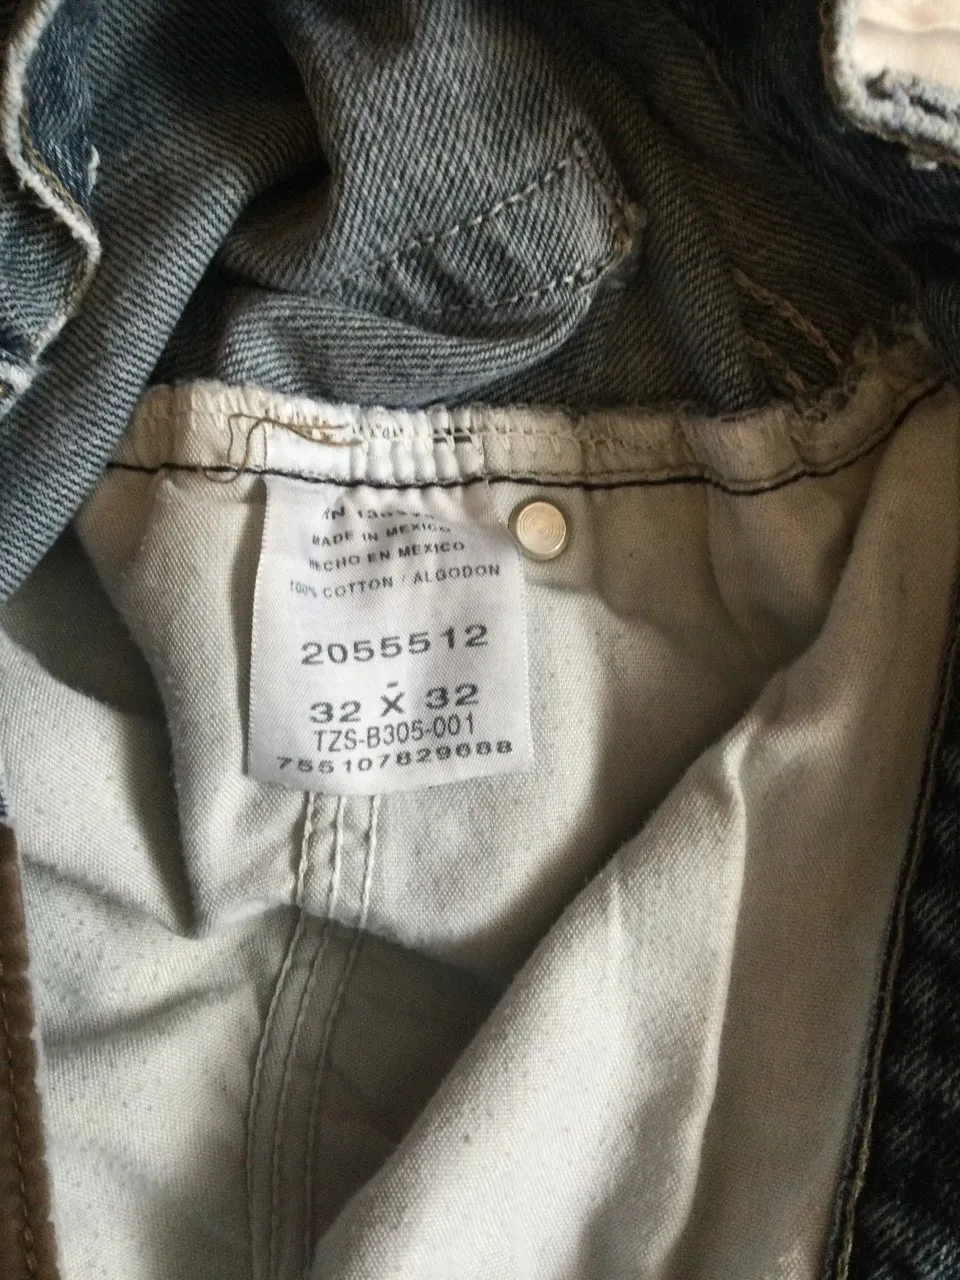 MADE IN MEXICO
HECHO EN MEXICO
100% COTTON / ALGODON
2055512
32 X 32
TZS-B305-001
755107829688